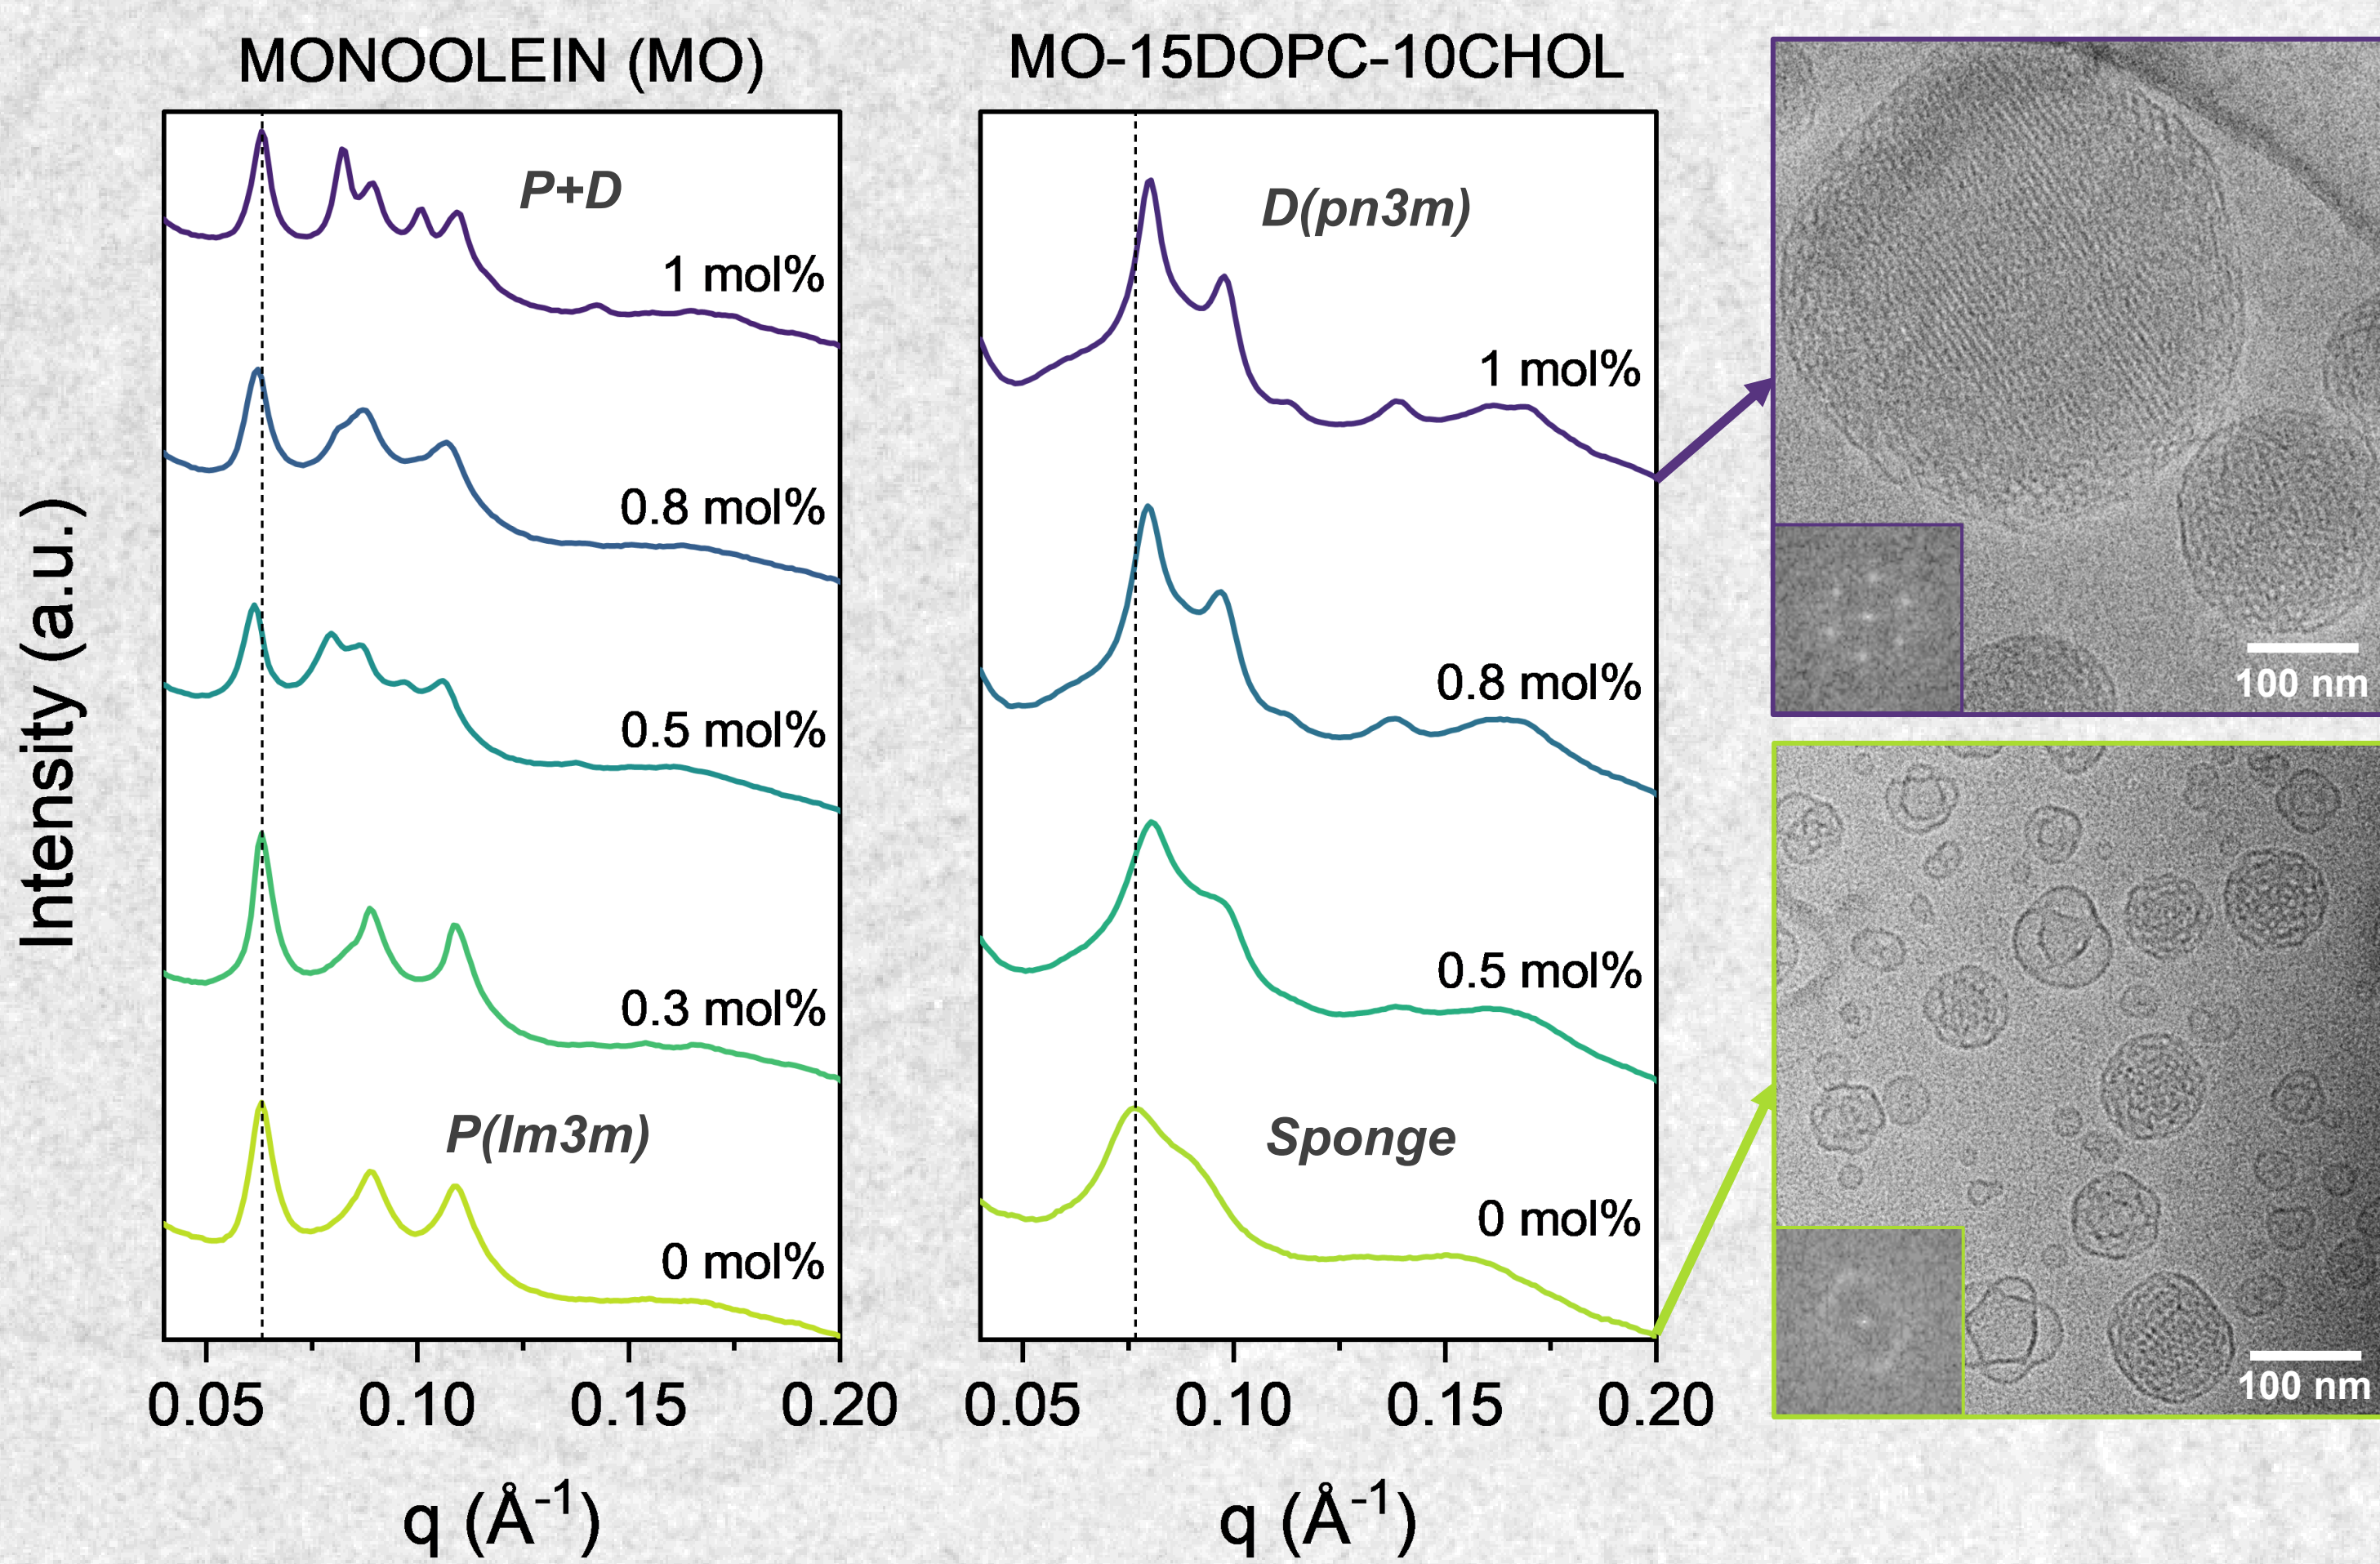 MONOOLEIN (MO)
MO-15DOPC-10CHOL
Intensity (a.u.)
P+D
1 mol%
0.8 mol%
0.5 mol%
0.3 mol%
P(Im3m)
0 mol%
0.05 0.10 0.15 0.20
q (Å⁻¹)
D(pn3m)
1 mol%
0.8 mol%
0.5 mol%
Sponge
0 mol%
0.05 0.10 0.15 0.20
q (Å⁻¹)
100 nm
100 nm